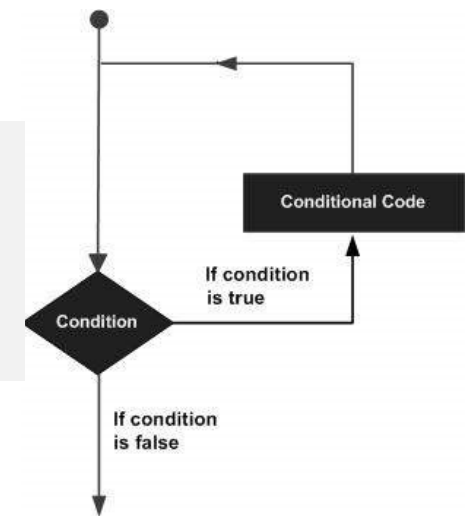 Conditional Code
If condition
is true
Condition
If condition
is false